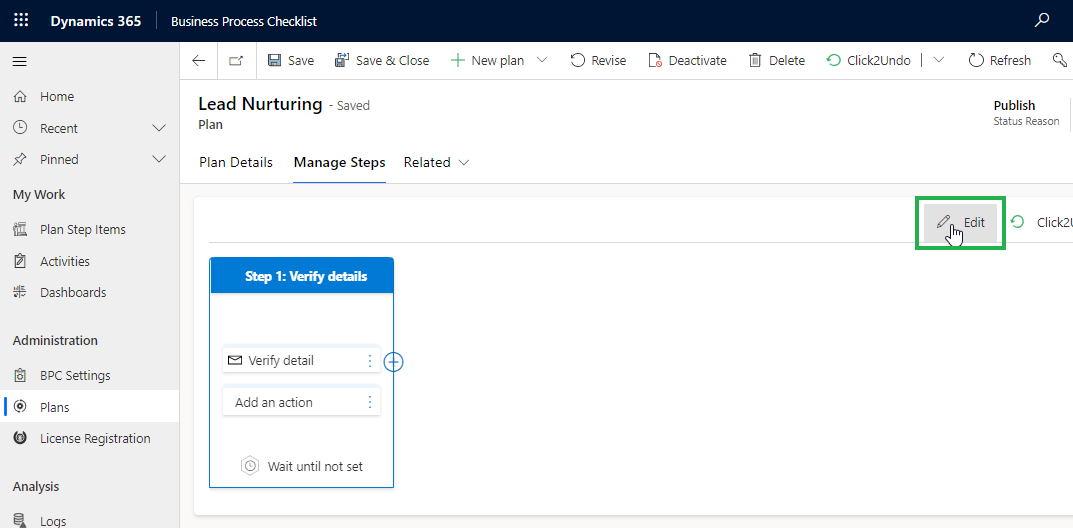 Dynamics 365 Business Process Checklist
Save Save & Close New plan Revise Deactivate Delete Click2Undo Refresh
Home
Recent
Pinned
My Work
Plan Step Items
Activities
Dashboards
Administration
BPC Settings
Plans
License Registration
Analysis
Logs
Lead Nurturing - Saved
Plan
Publish
Status Reason
Plan Details Manage Steps Related
Edit Click2U
Step 1: Verify details
Verify detail
Add an action
Wait until not set